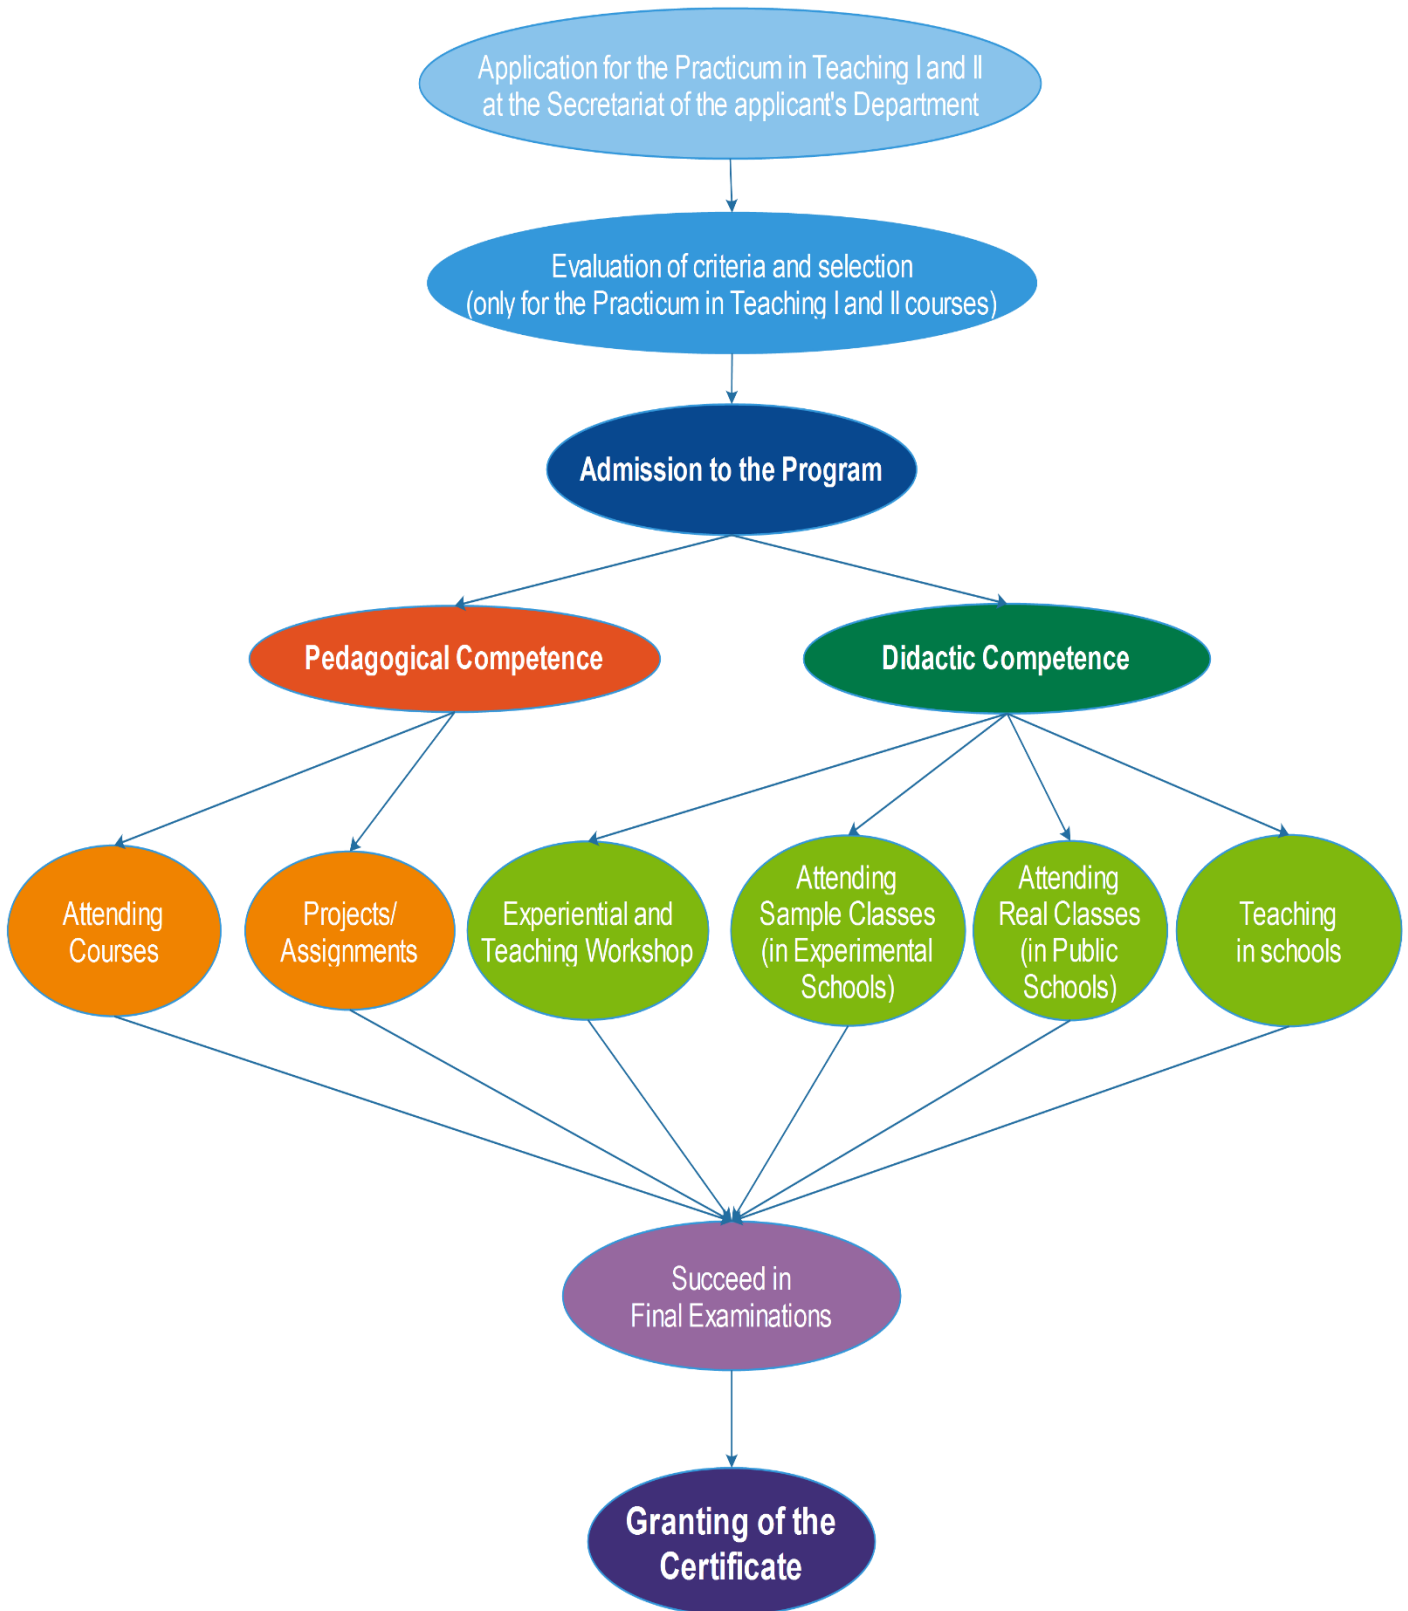 Application for the Practicum in Teaching I and II
at the Secretariat of the applicant's Department
Evaluation of criteria and selection
(only for the Practicum in Teaching I and II courses)
Admission to the Program
Pedagogical Competence
Didactic Competence
Attending
Courses
Projects/
Assignments
Experiential and
Teaching Workshop
Attending
Sample Classes
(in Experimental
Schools)
Attending
Real Classes
(in Public
Schools)
Teaching
in schools
Succeed in
Final Examinations
Granting of the
Certificate